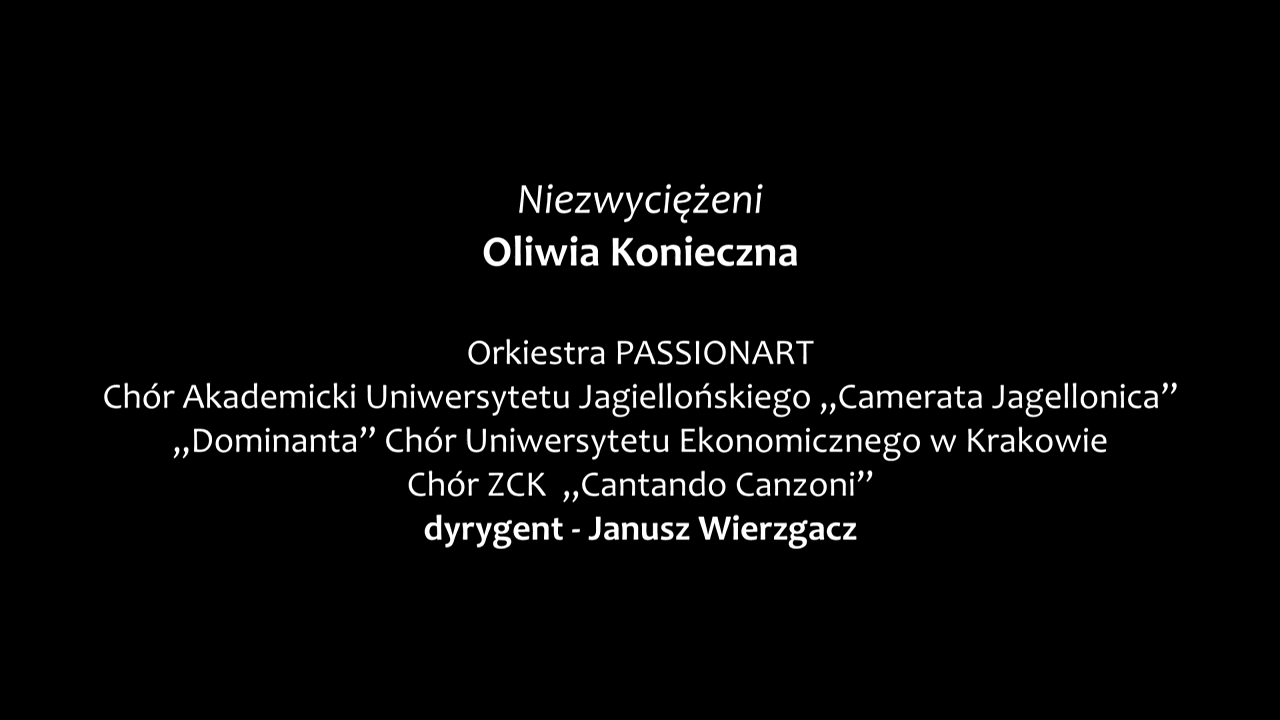 Niezwyciężeni
Oliwia Konieczna
Orkiestra PASSIONART
Chór Akademicki Uniwersytetu Jagiellońskiego „Camerata Jagellonica”
„Dominanta” Chór Uniwersytetu Ekonomicznego w Krakowie
Chór ZCK „Cantando Canzoni”
dyrygent - Janusz Wierzgacz